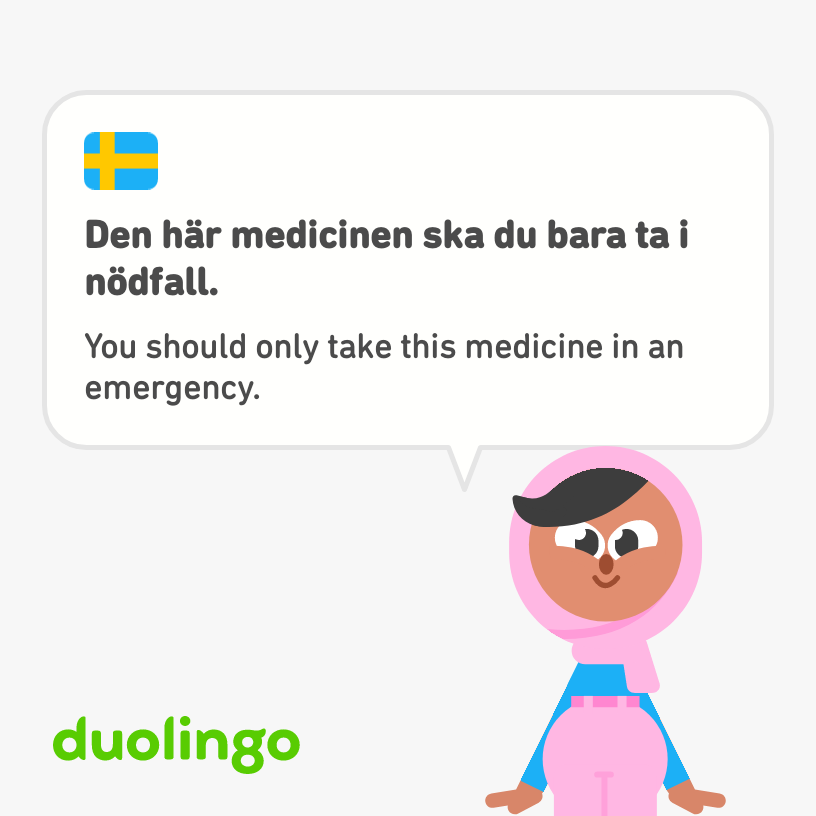 Den här medicinen ska du bara ta i
nödfall.
You should only take this medicine in an
emergency.
duolingo